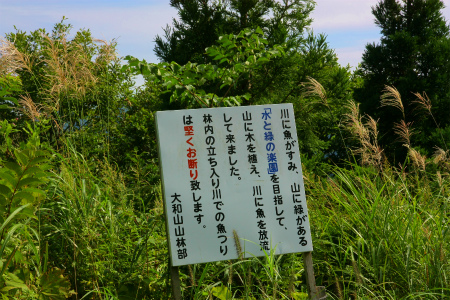 川に魚がすみ、山に緑がある
「水と緑の楽園」を目指して、
山に木を植え、川に魚を放流
して来ました。
林内の立ち入り川での魚つり
は堅くお断り致します。
大和山山林部